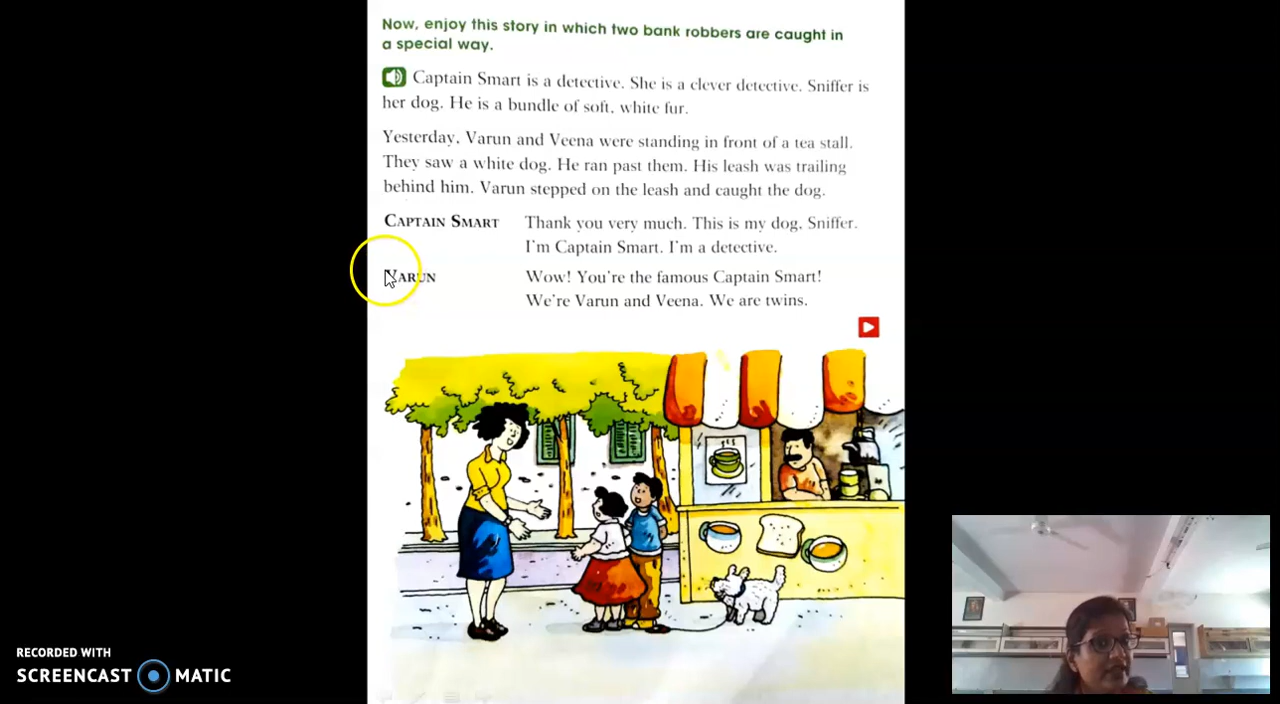 Now, enjoy this story in which two bank robbers are caught in
a special way.
Captain Smart is a detective. She is a clever detective. Sniffer is
her dog. He is a bundle of soft, white fur.
Yesterday, Varun and Veena were standing in front of a tea stall.
They saw a white dog. He ran past them. His leash was trailing
behind him. Varun stepped on the leash and caught the dog.
CAPTAIN SMART Thank you very much. This is my dog, Sniffer.
I'm Captain Smart. I'm a detective.
VARUN Wow! You're the famous Captain Smart!
We're Varun and Veena. We are twins.
RECORDED WITH
SCREENCAST MATIC